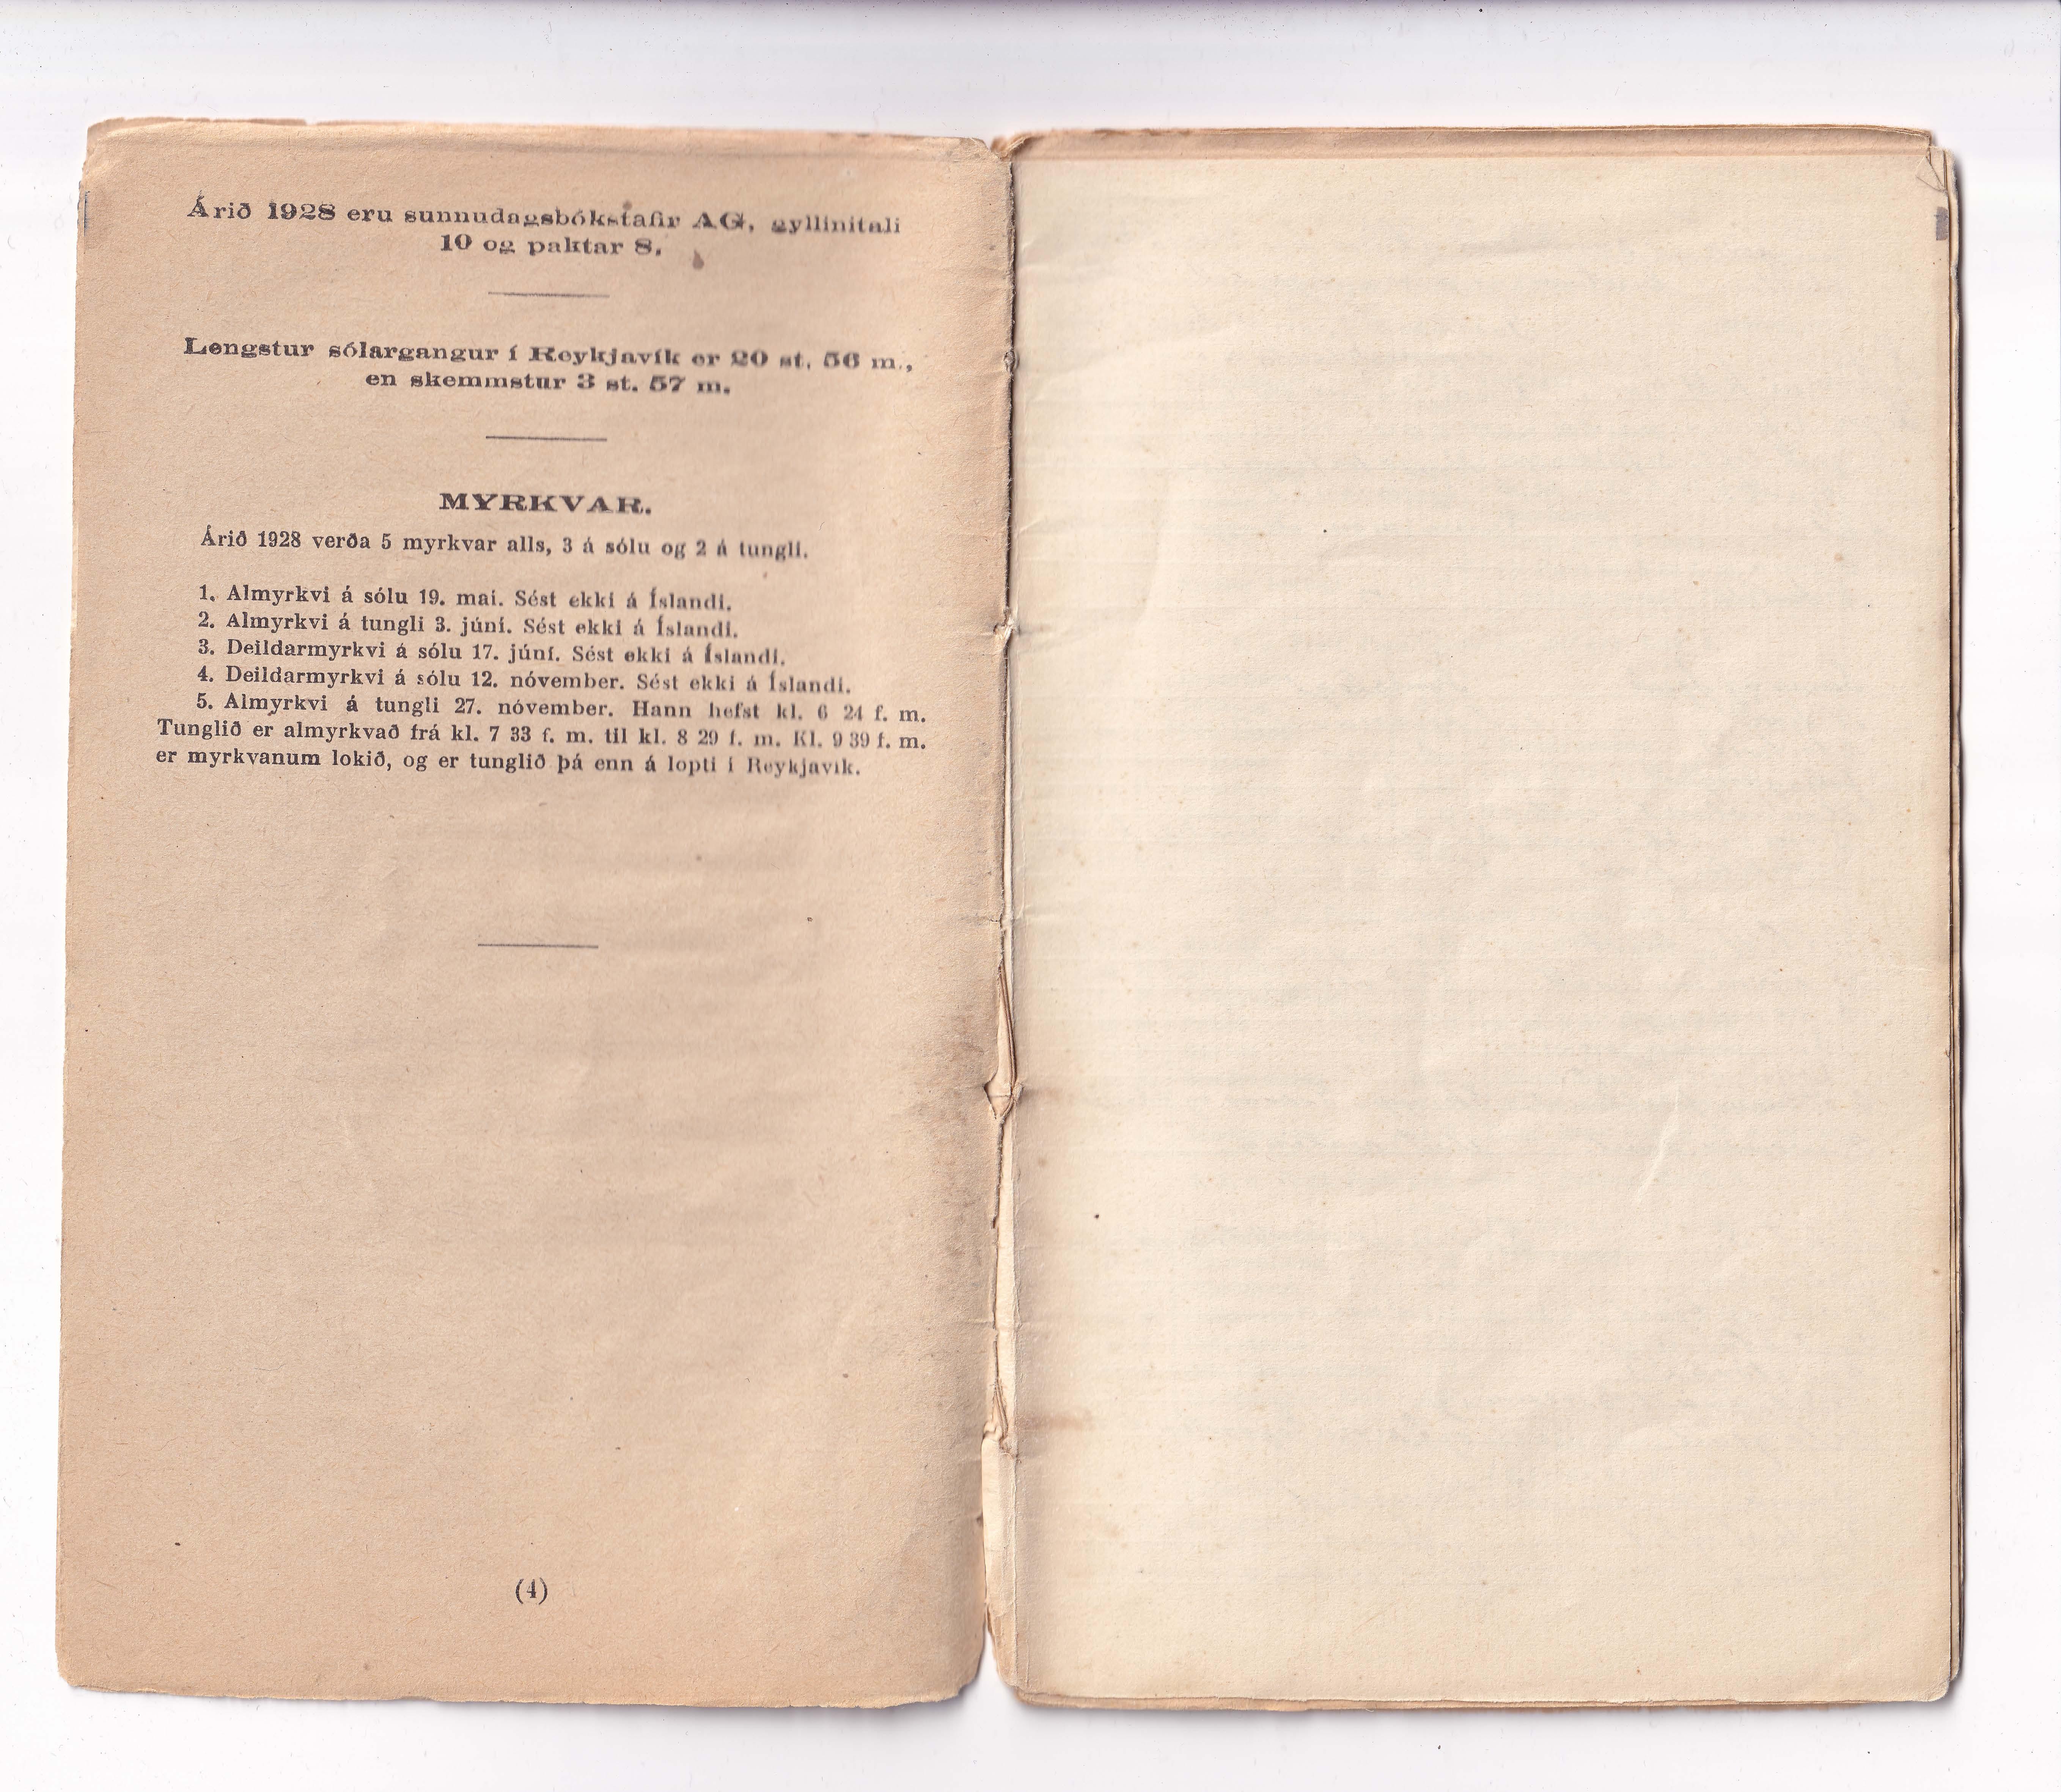 Árið 1928 eru sunnudagsbókstafir AG, gyllinitali
10 og paktar 8.
Lengstur sólargangur í Reykjavík er 20 st. 56 m.,
en skemmstur 3 st. 57 m.
MYRKVAR.
Árið 1928 verða 5 myrkvar alls, 3 á sólu og 2 á tungli.
1. Almyrkvi á sólu 19. mai. Sést ekki á Íslandi.
2. Almyrkvi á tungli 3. júní. Sést ekki á Íslandi.
3. Deildarmyrkvi á sólu 17. júní. Sést ekki á Íslandi.
4. Deildarmyrkvi á sólu 12. nóvember. Sést ekki á Íslandi.
5. Almyrkvi á tungli 27. nóvember. Hann hefst kl. 6 24 f. m.
Tunglið er almyrkvað frá kl. 7 33 f. m. til kl. 8 29 f. m. Kl. 9 39 f. m.
er myrkvanum lokið, og er tunglið þá enn á lopti í Reykjavík.
(4)